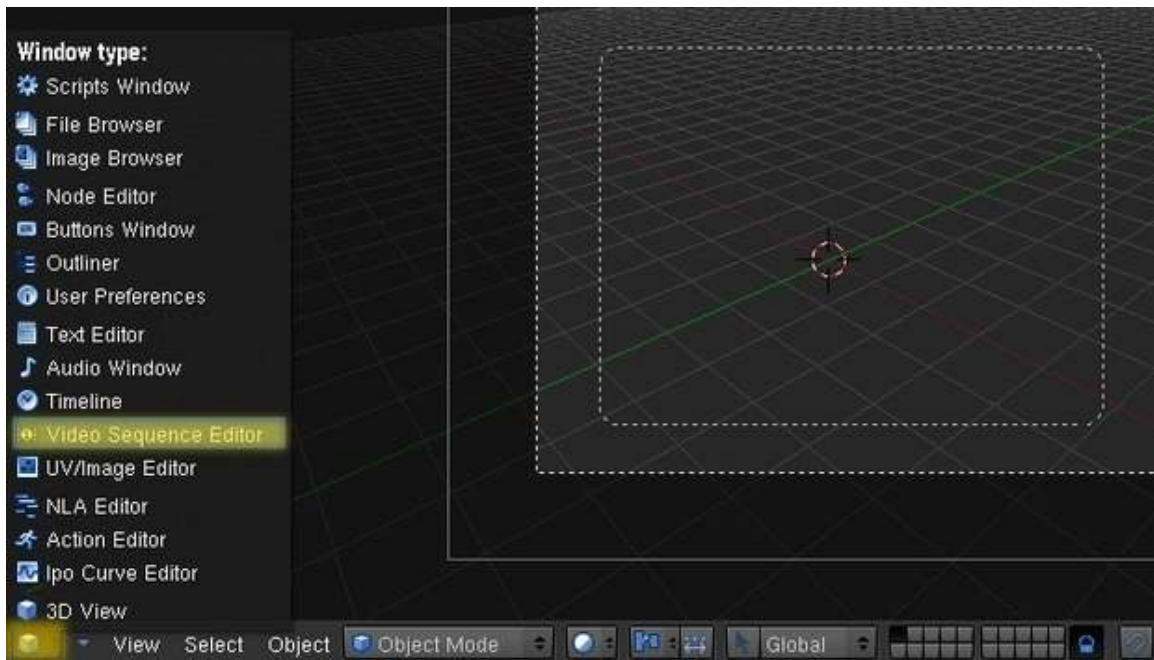 Window type:
Scripts Window
File Browser
Image Browser
Node Editor
Buttons Window
Outliner
User Preferences
Text Editor
Audio Window
Timeline
Video Sequence Editor
UV/Image Editor
NLA Editor
Action Editor
Ipo Curve Editor
3D View
View Select Object Object Mode Global